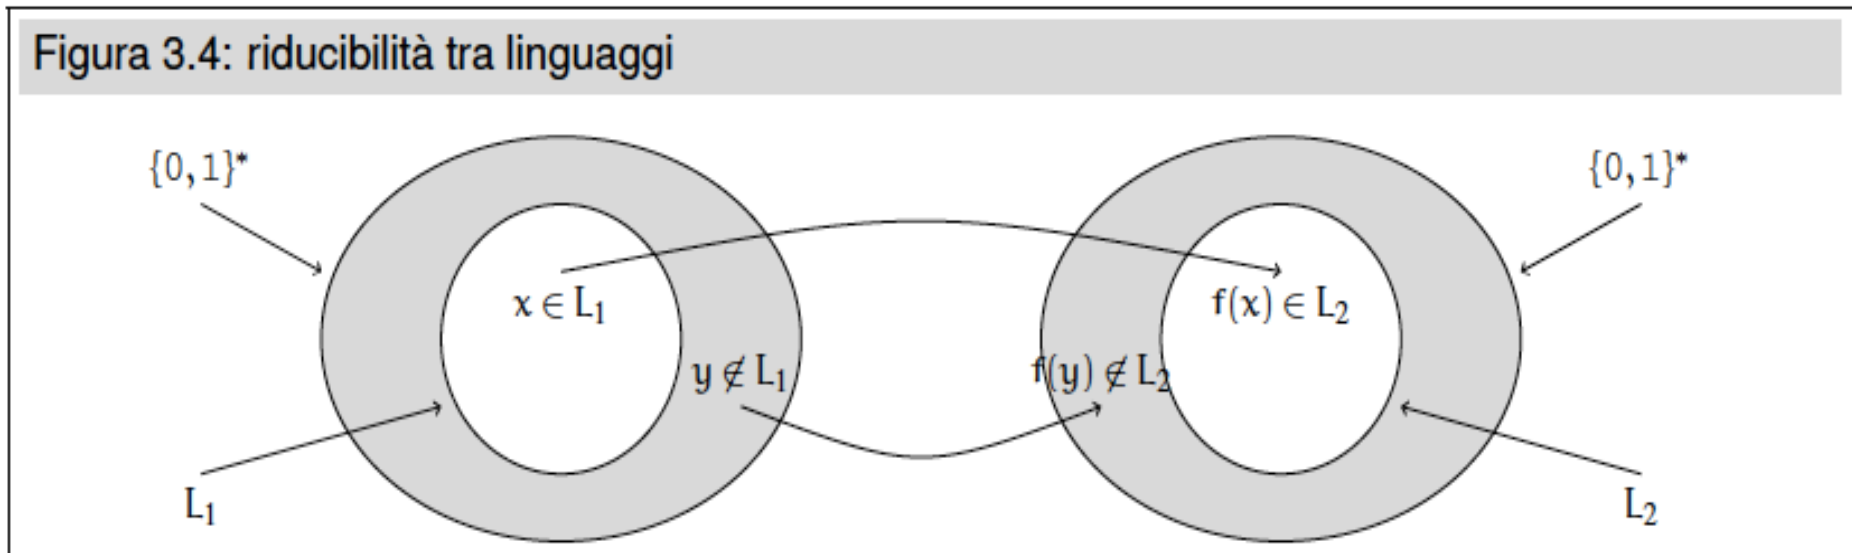 Figura 3.4: riducibilità tra linguaggi
{0, 1}* {0, 1}*
x ∈ L₁ f(x) ∈ L₂
y ∉ L₁ f(y) ∉ L₂
L₁ L₂